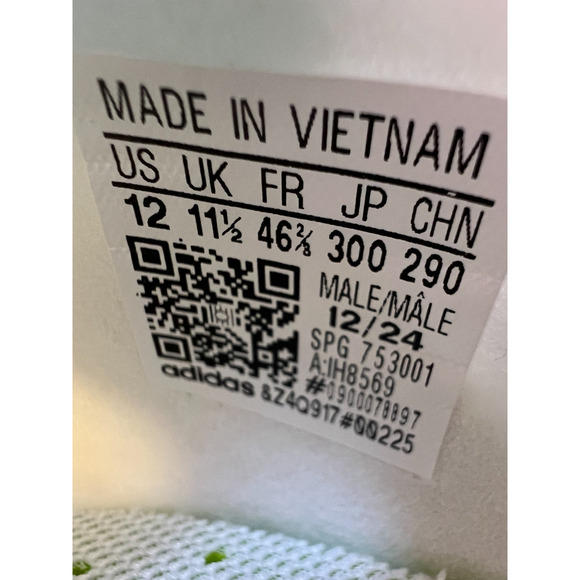 MADE IN VIETNAM
US UK FR JP CHN
12 11½ 46⅔ 300 290
MALE/MÂLE
12/24
SPG 753001
A:IH8569
#0900078897
adidas &Z4Q917#00225